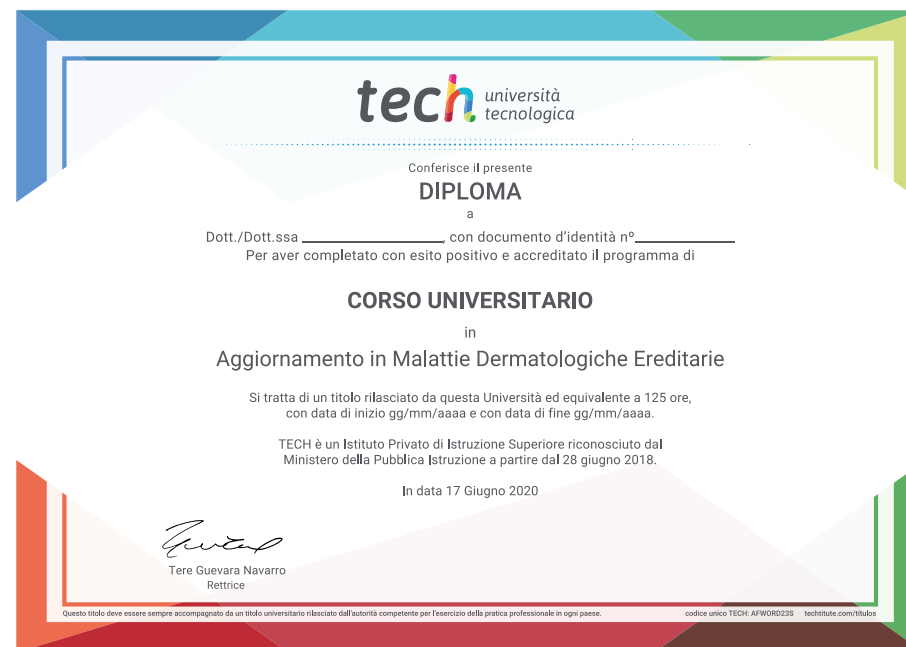 tech università
tecnologica
Conferisce il presente
DIPLOMA
a
Dott./Dott.ssa ____________________, con documento d'identità nº______________
Per aver completato con esito positivo e accreditato il programma di
CORSO UNIVERSITARIO
in
Aggiornamento in Malattie Dermatologiche Ereditarie
Si tratta di un titolo rilasciato da questa Università ed equivalente a 125 ore,
con data di inizio gg/mm/aaaa e con data di fine gg/mm/aaaa.
TECH è un Istituto Privato di Istruzione Superiore riconosciuto dal
Ministero della Pubblica Istruzione a partire dal 28 giugno 2018.
In data 17 Giugno 2020
Tere Guevara Navarro
Rettrice
Questo titolo deve essere sempre accompagnato da un titolo universitario rilasciato dall'autorità competente per l'esercizio della pratica professionale in ogni paese. codice unico TECH: AFWORD23S techtitute.com/títulos